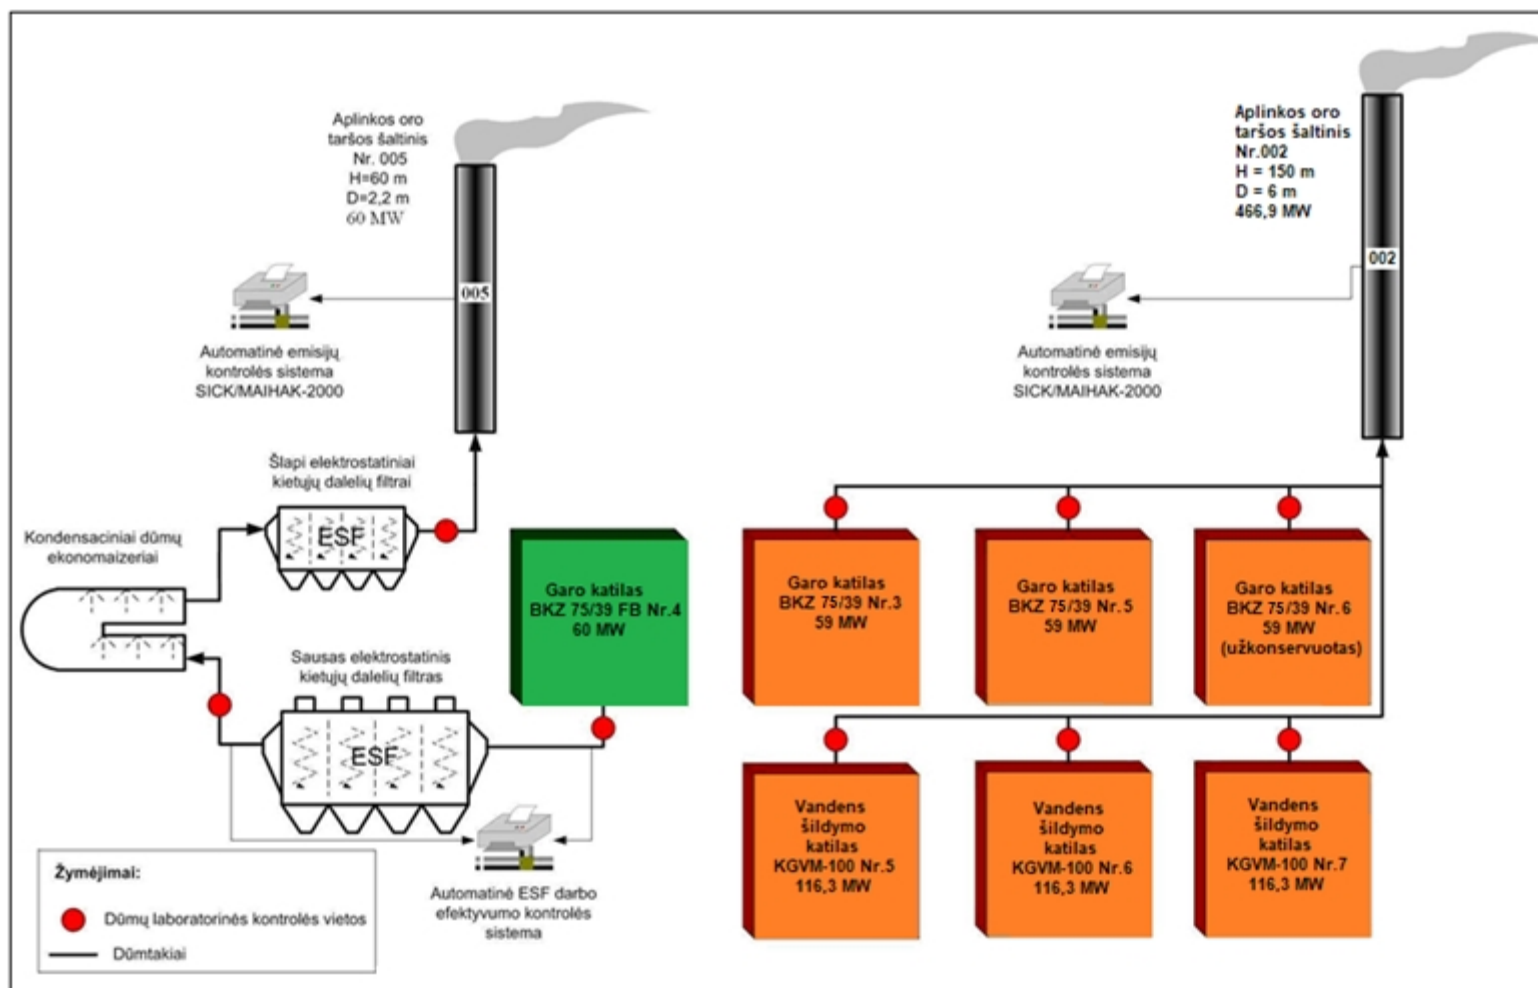 Aplinkos oro
taršos šaltinis
Nr. 005
H=60 m
D=2,2 m
60 MW
005
Automatinė emisijų
kontrolės sistema
SICK/MAIHAK-2000
Aplinkos oro
taršos šaltinis
Nr.002
H = 150 m
D = 6 m
466,9 MW
002
Automatinė emisijų
kontrolės sistema
SICK/MAIHAK-2000
Šlapi elektrostatiniai
kietųjų dalelių filtrai
ESF
Kondensaciniai dūmų
ekonomaizeriai
Garo katilas
BKZ 75/39 FB Nr.4
60 MW
Sausas elektrostatinis
kietųjų dalelių filtras
ESF
Automatinė ESF darbo
efektyvumo kontrolės
sistema
Garo katilas
BKZ 75/39 Nr.3
59 MW
Garo katilas
BKZ 75/39 Nr.5
59 MW
Garo katilas
BKZ 75/39 Nr.6
59 MW
(užkonservuotas)
Vandens
šildymo
katilas
KGVM-100 Nr.5
116,3 MW
Vandens
šildymo
katilas
KGVM-100 Nr.6
116,3 MW
Vandens
šildymo
katilas
KGVM-100 Nr.7
116,3 MW
Žymėjimai:
Dūmų laboratorinės kontrolės vietos
Dūmtakiai